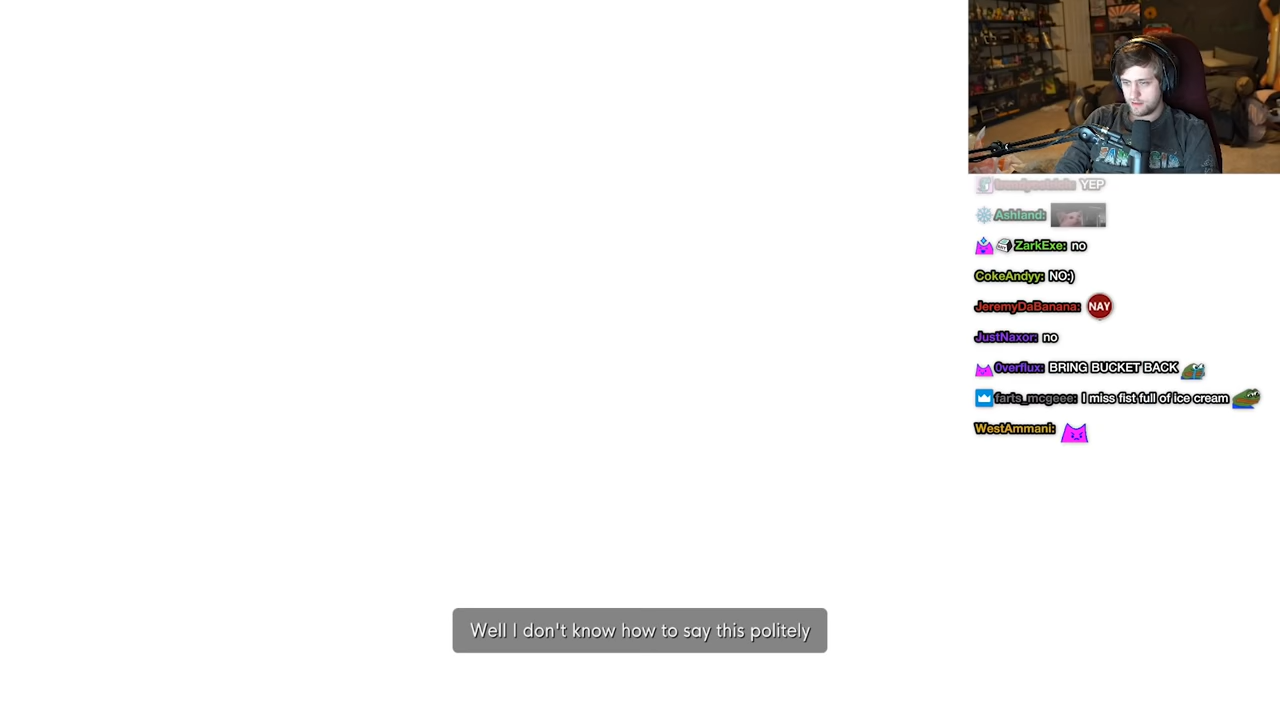 YEP
Ashland:
ZarkExe: no
CokeAndyy: NO:)
JeremyDaBanana: NAY
JustNaxor: no
0verflux: BRING BUCKET BACK
farts_mcgeee: I miss fist full of ice cream
WestAmmani:
Well I don't know how to say this politely